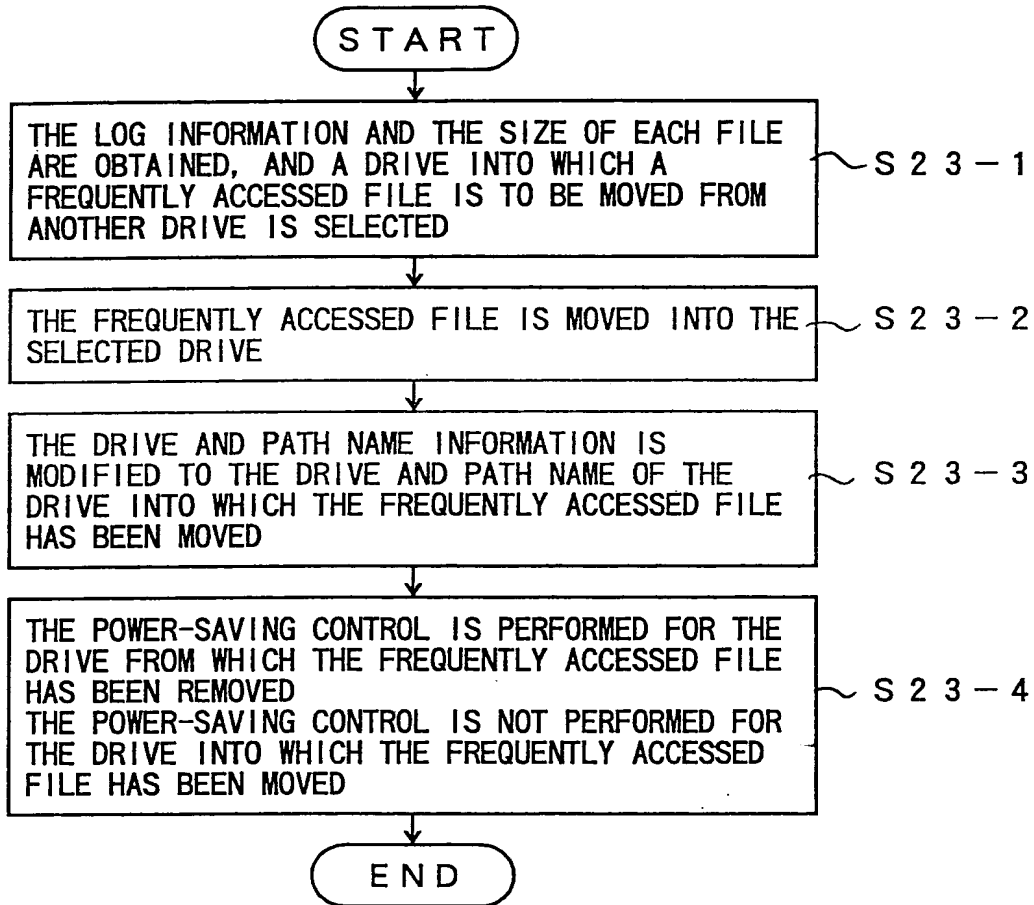 START
THE LOG INFORMATION AND THE SIZE OF EACH FILE
ARE OBTAINED, AND A DRIVE INTO WHICH A
FREQUENTLY ACCESSED FILE IS TO BE MOVED FROM
ANOTHER DRIVE IS SELECTED
S23-1
THE FREQUENTLY ACCESSED FILE IS MOVED INTO THE
SELECTED DRIVE
S23-2
THE DRIVE AND PATH NAME INFORMATION IS
MODIFIED TO THE DRIVE AND PATH NAME OF THE
DRIVE INTO WHICH THE FREQUENTLY ACCESSED FILE
HAS BEEN MOVED
S23-3
THE POWER-SAVING CONTROL IS PERFORMED FOR THE
DRIVE FROM WHICH THE FREQUENTLY ACCESSED FILE
HAS BEEN REMOVED
THE POWER-SAVING CONTROL IS NOT PERFORMED FOR
THE DRIVE INTO WHICH THE FREQUENTLY ACCESSED
FILE HAS BEEN MOVED
S23-4
END